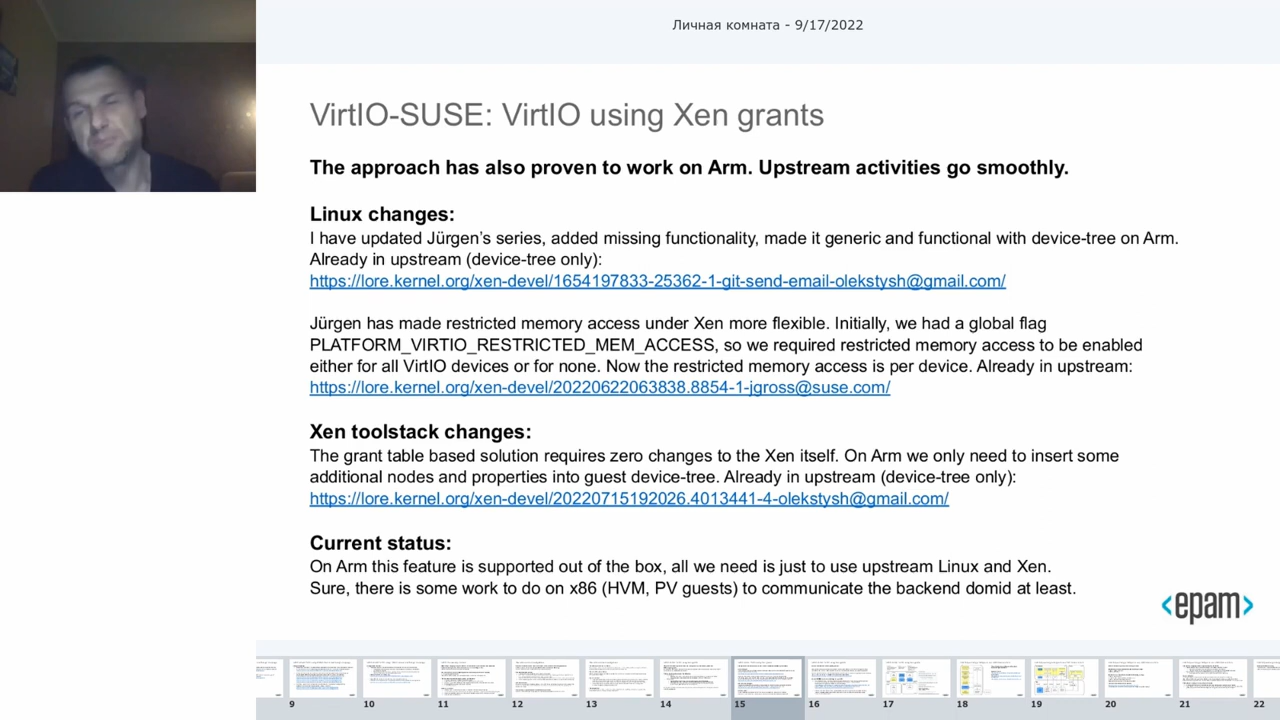 Личная комната - 9/17/2022
VirtIO-SUSE: VirtIO using Xen grants
The approach has also proven to work on Arm. Upstream activities go smoothly.
Linux changes:
I have updated Jürgen’s series, added missing functionality, made it generic and functional with device-tree on Arm.
Already in upstream (device-tree only):
https://lore.kernel.org/xen-devel/1654197833-25362-1-git-send-email-olekstysh@gmail.com/
Jürgen has made restricted memory access under Xen more flexible. Initially, we had a global flag
PLATFORM_VIRTIO_RESTRICTED_MEM_ACCESS, so we required restricted memory access to be enabled
either for all VirtIO devices or for none. Now the restricted memory access is per device. Already in upstream:
https://lore.kernel.org/xen-devel/20220622063838.8854-1-jgross@suse.com/
Xen toolstack changes:
The grant table based solution requires zero changes to the Xen itself. On Arm we only need to insert some
additional nodes and properties into guest device-tree. Already in upstream (device-tree only):
https://lore.kernel.org/xen-devel/20220715192026.4013441-4-olekstysh@gmail.com/
Current status:
On Arm this feature is supported out of the box, all we need is just to use upstream Linux and Xen.
Sure, there is some work to do on x86 (HVM, PV guests) to communicate the backend domid at least.
<epam>
9 10 11 12 13 14 15 16 17 18 19 20 21 22